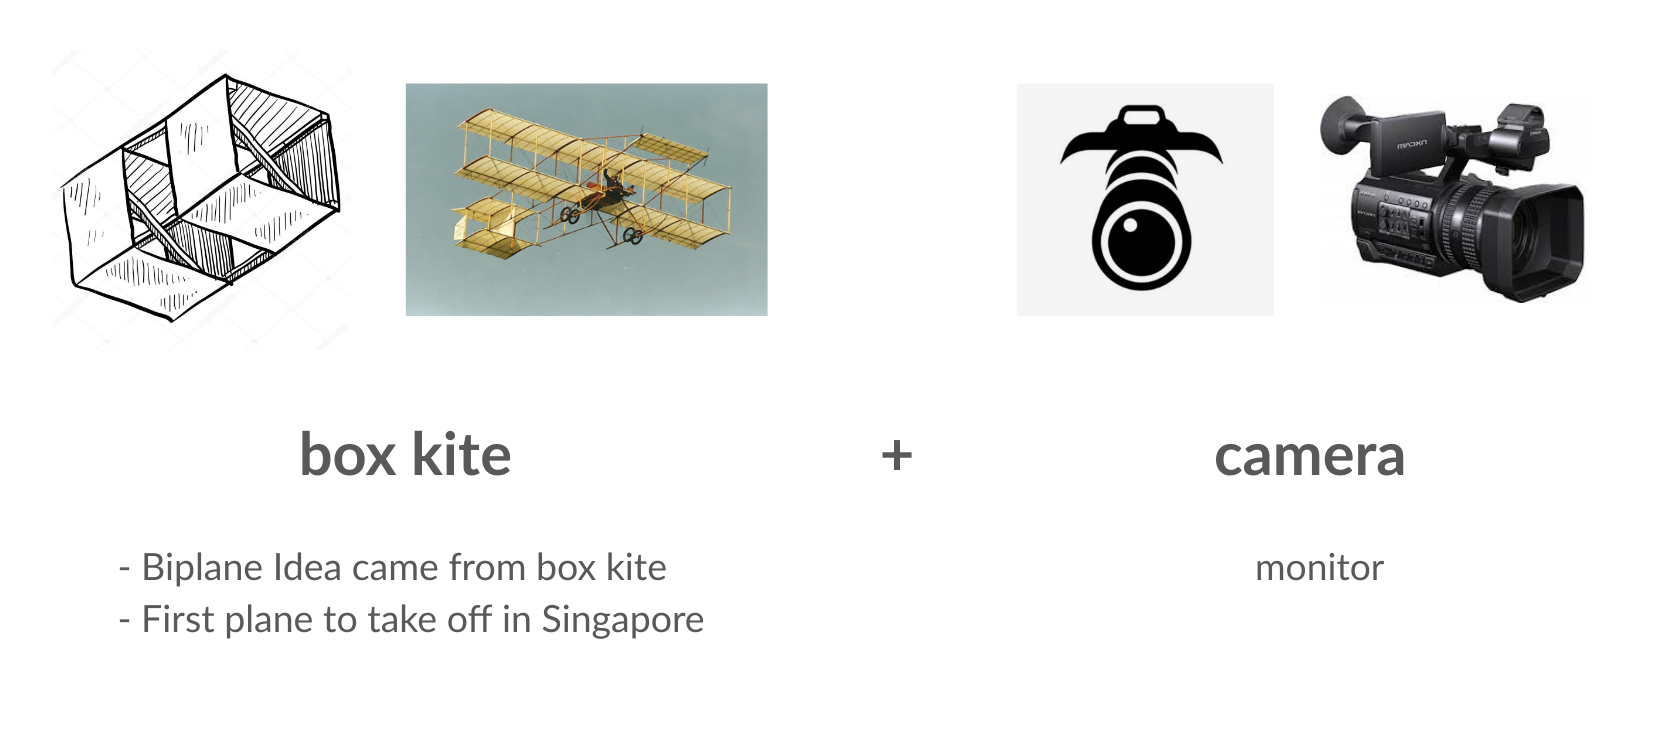 box kite + camera
- Biplane Idea came from box kite
- First plane to take off in Singapore
monitor